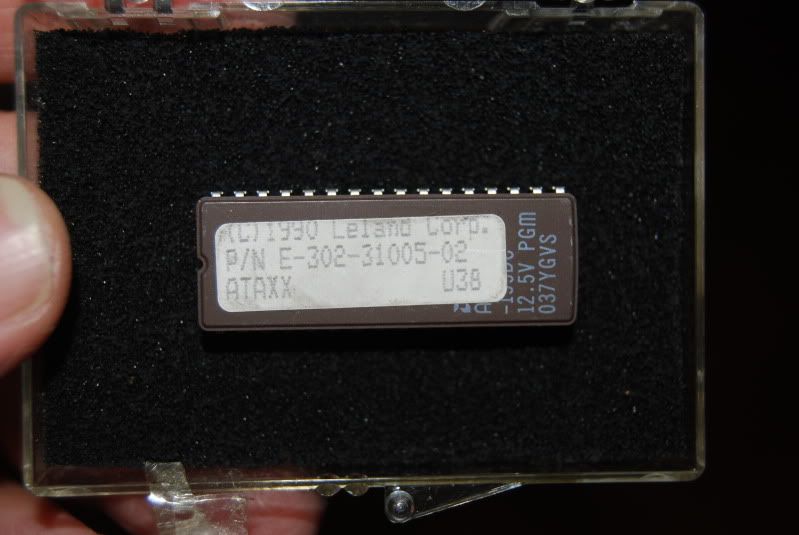 (C)1990 Leland Corp.
P/N E-302-31005-02
ATAXX U38
12.5V PGM
037YGVS